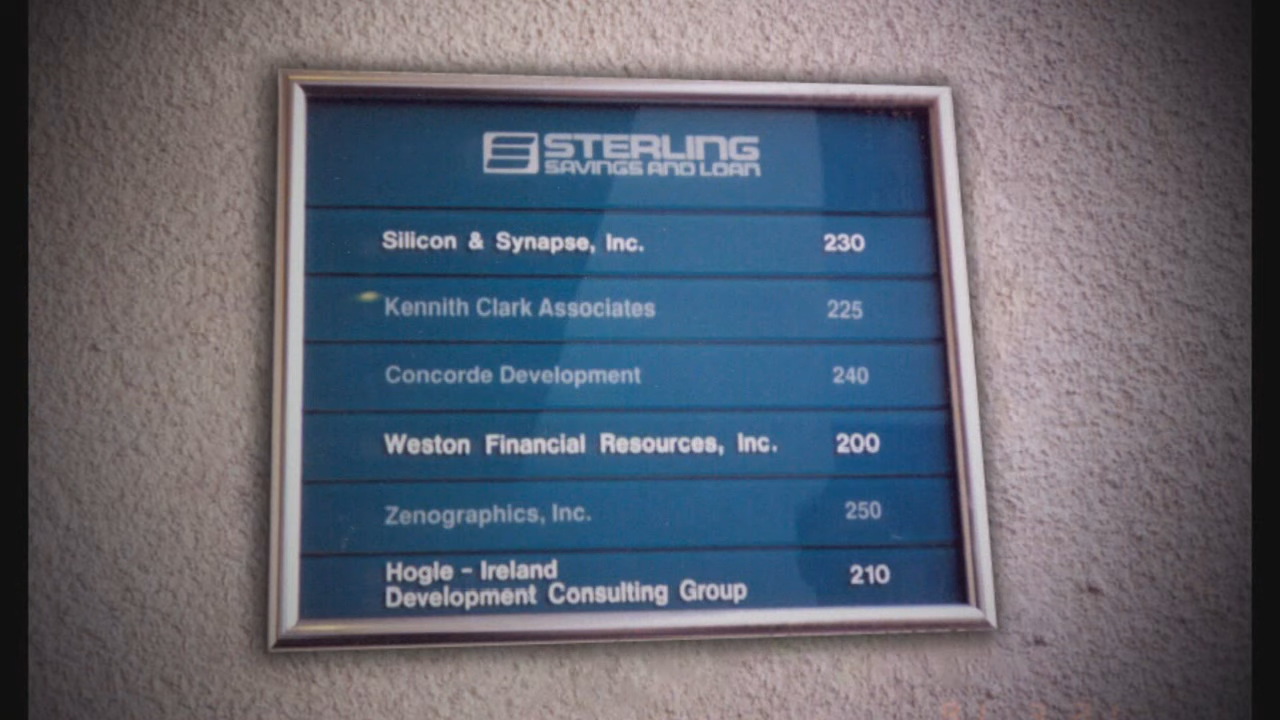 STERLING
SAVINGS AND LOAN
Silicon & Synapse, Inc. 230
Kennith Clark Associates 225
Concorde Development 240
Weston Financial Resources, Inc. 200
Zenographics, Inc. 250
Hogle - Ireland
Development Consulting Group 210